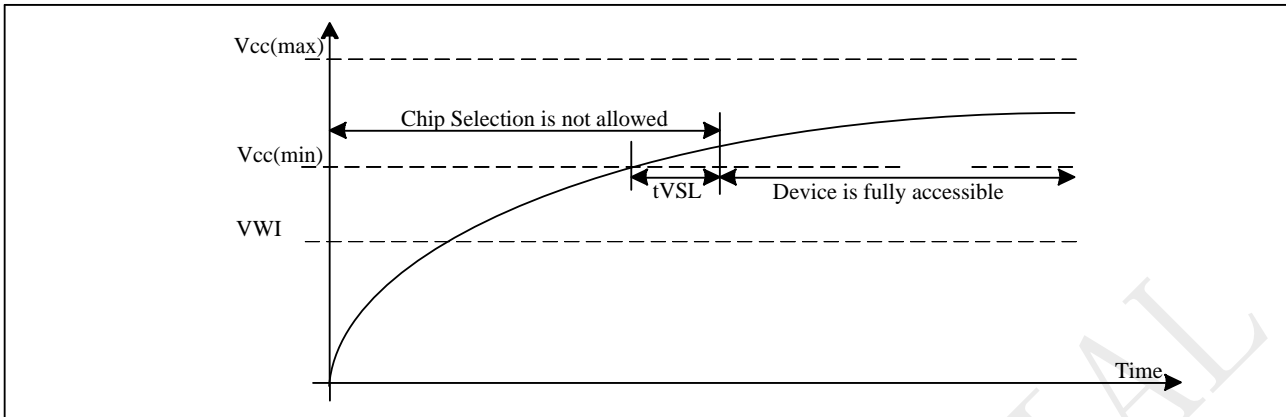 Vcc(max)
Chip Selection is not allowed
Vcc(min)
tVSL
Device is fully accessible
VWI
Time